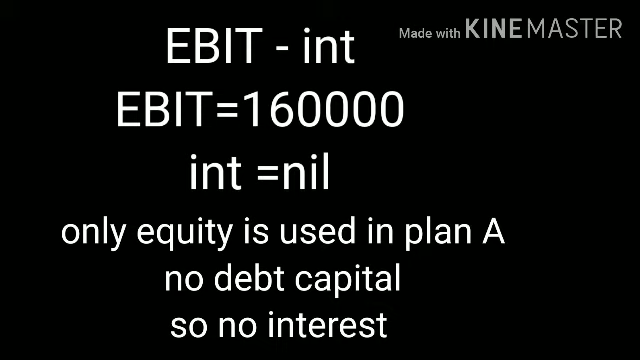 Made with KINEMASTER
EBIT - int
EBIT=160000
int =nil
only equity is used in plan A
no debt capital
so no interest